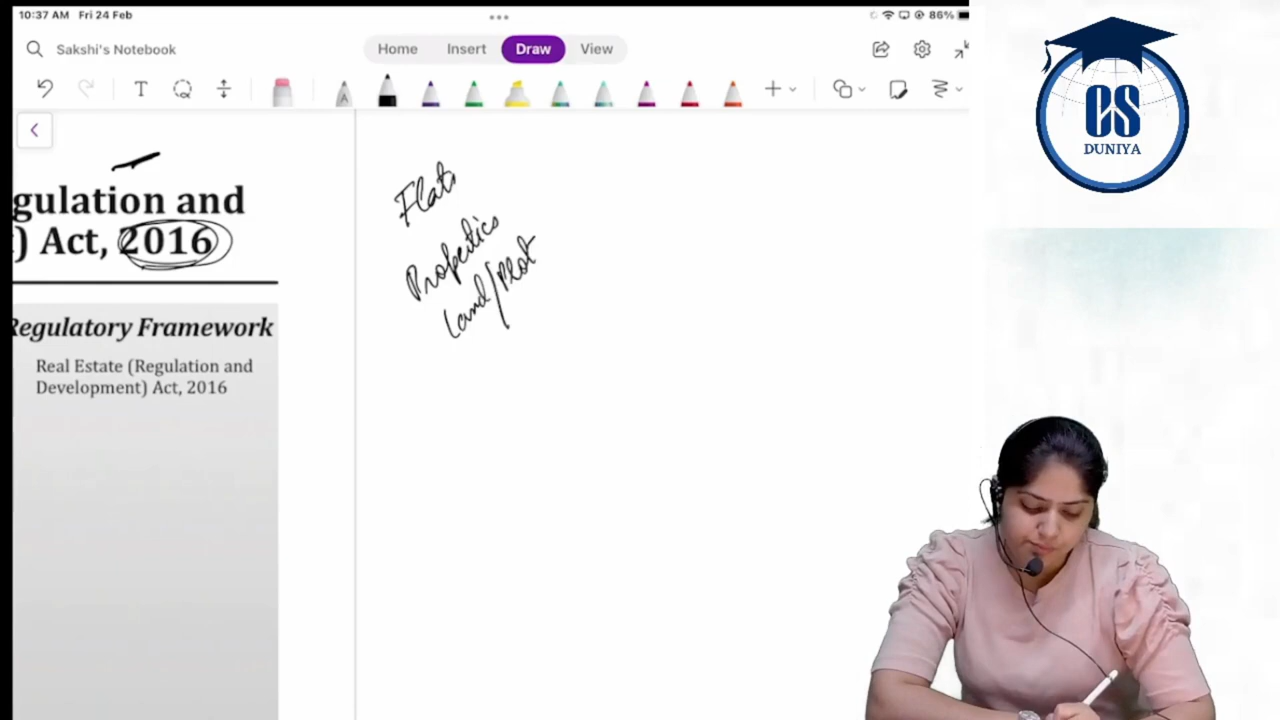 10:37 AM Fri 24 Feb
86%
Sakshi's Notebook
Home Insert Draw View
T
A
CS
DUNIYA
gulation and
) Act, 2016
Regulatory Framework
Real Estate (Regulation and
Development) Act, 2016
Flats
Properties
Land/Plot